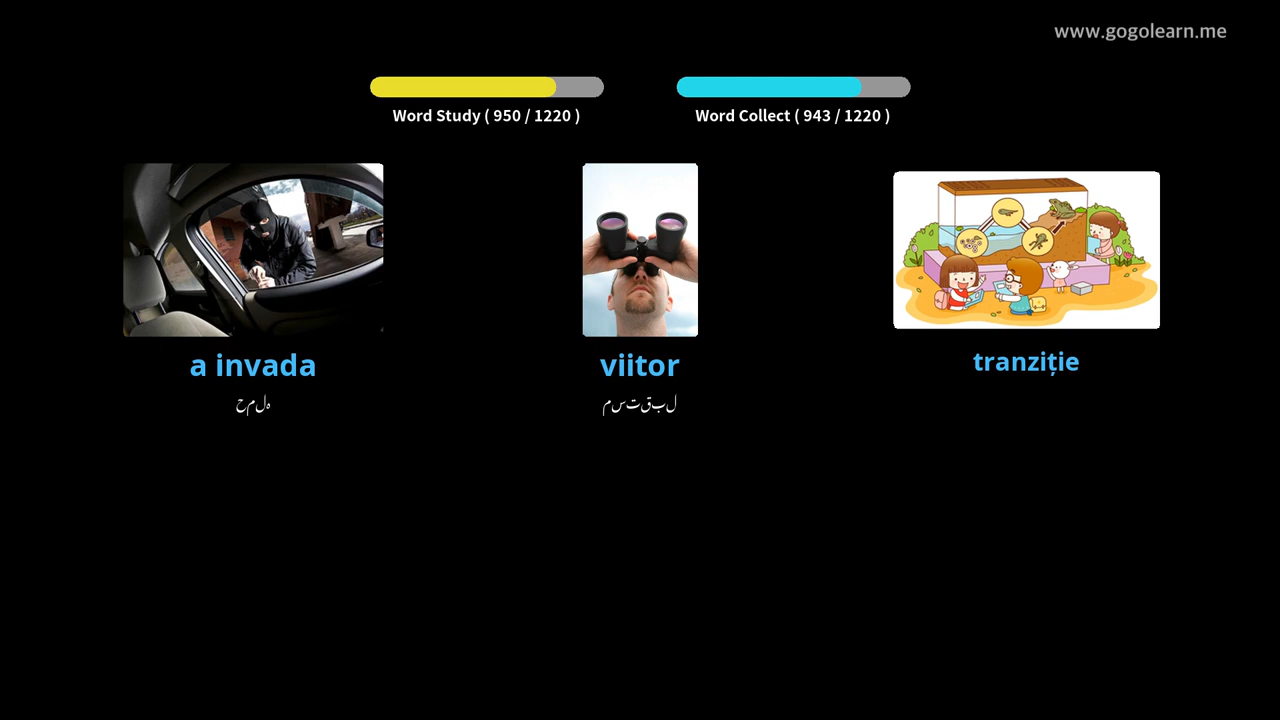 www.gogolearn.me
Word Study ( 950 / 1220 )
Word Collect ( 943 / 1220 )
a invada
viitor
tranziție
حملہ
مستقبل